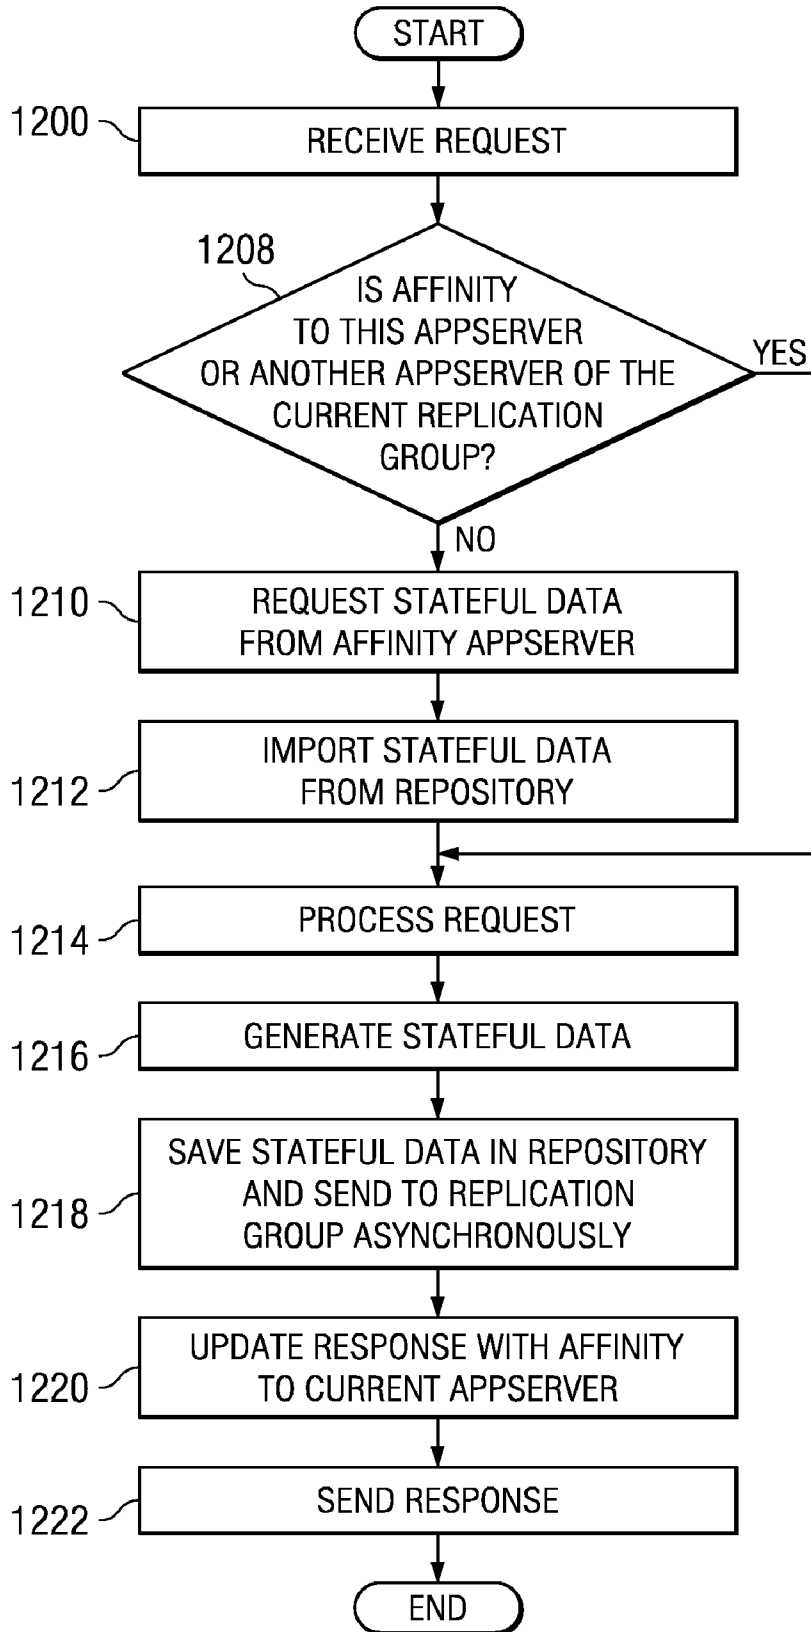 START
1200
RECEIVE REQUEST
1208
IS AFFINITY
TO THIS APPSERVER
OR ANOTHER APPSERVER OF THE
CURRENT REPLICATION
GROUP?
YES
NO
1210
REQUEST STATEFUL DATA
FROM AFFINITY APPSERVER
1212
IMPORT STATEFUL DATA
FROM REPOSITORY
1214
PROCESS REQUEST
1216
GENERATE STATEFUL DATA
1218
SAVE STATEFUL DATA IN REPOSITORY
AND SEND TO REPLICATION
GROUP ASYNCHRONOUSLY
1220
UPDATE RESPONSE WITH AFFINITY
TO CURRENT APPSERVER
1222
SEND RESPONSE
END